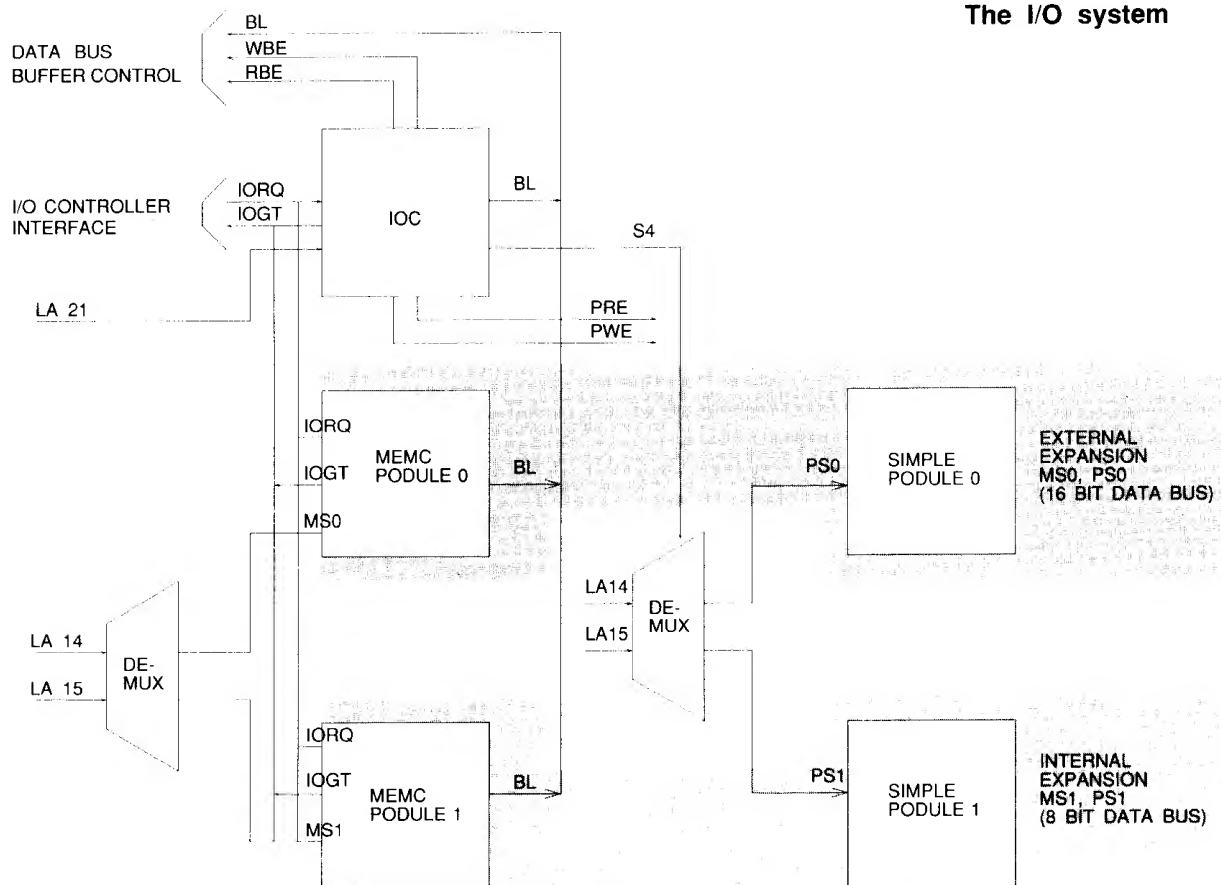 The I/O system
BL
DATA BUS
BUFFER CONTROL
WBE
RBE
I/O CONTROLLER
INTERFACE
IORQ
IOGT
IOC
BL
S4
LA 21
PRE
PWE
IORQ
IOGT
MS0
MEMC
PODULE 0
BL
PS0
SIMPLE
PODULE 0
EXTERNAL
EXPANSION
MS0, PS0
(16 BIT DATA BUS)
LA 14
LA 15
DE-
MUX
LA14
LA15
DE-
MUX
IORQ
IOGT
MS1
MEMC
PODULE 1
BL
PS1
SIMPLE
PODULE 1
INTERNAL
EXPANSION
MS1, PS1
(8 BIT DATA BUS)